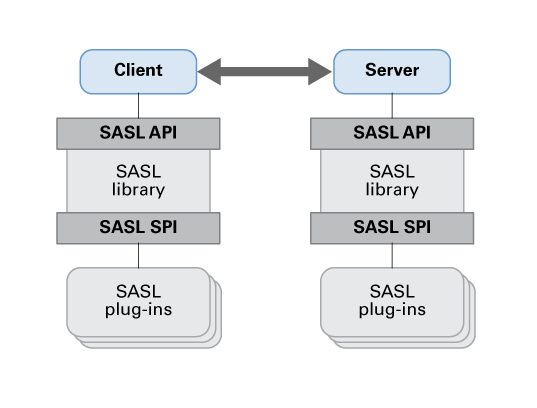 Client
Server
SASL API
SASL API
SASL
library
SASL
library
SASL SPI
SASL SPI
SASL
plug-ins
SASL
plug-ins